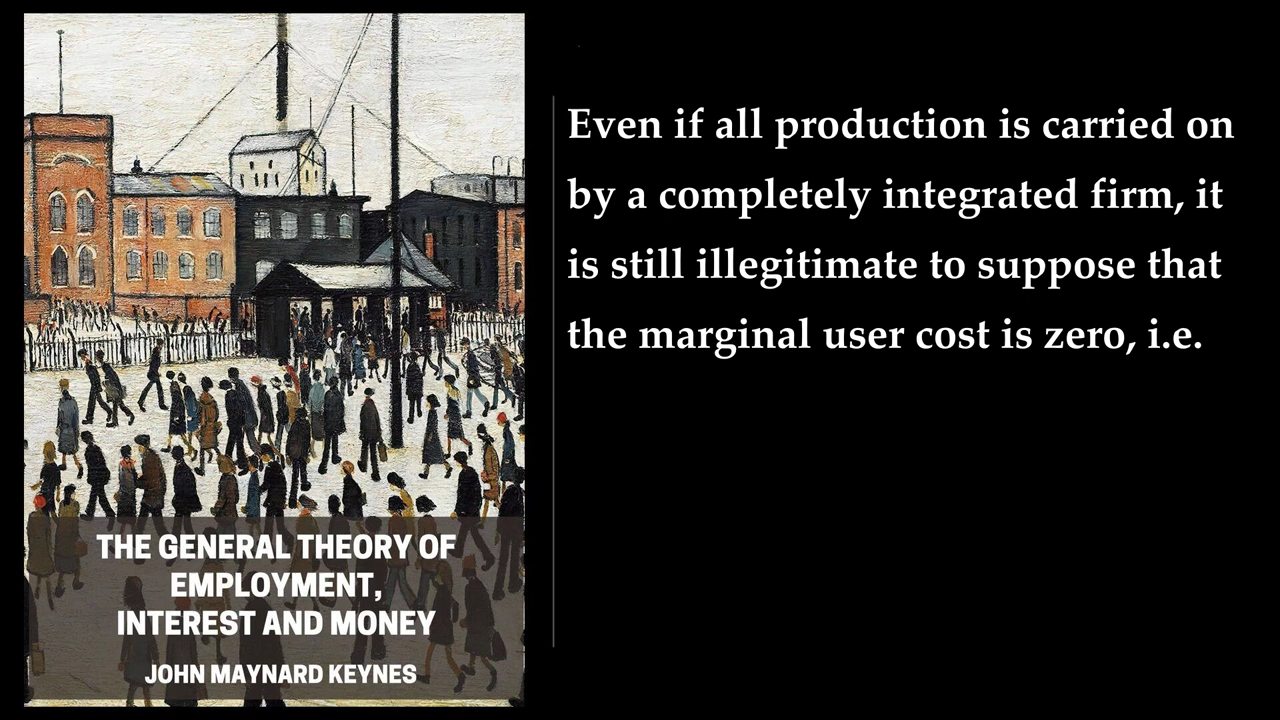 THE GENERAL THEORY OF
EMPLOYMENT,
INTEREST AND MONEY
JOHN MAYNARD KEYNES
Even if all production is carried on
by a completely integrated firm, it
is still illegitimate to suppose that
the marginal user cost is zero, i.e.